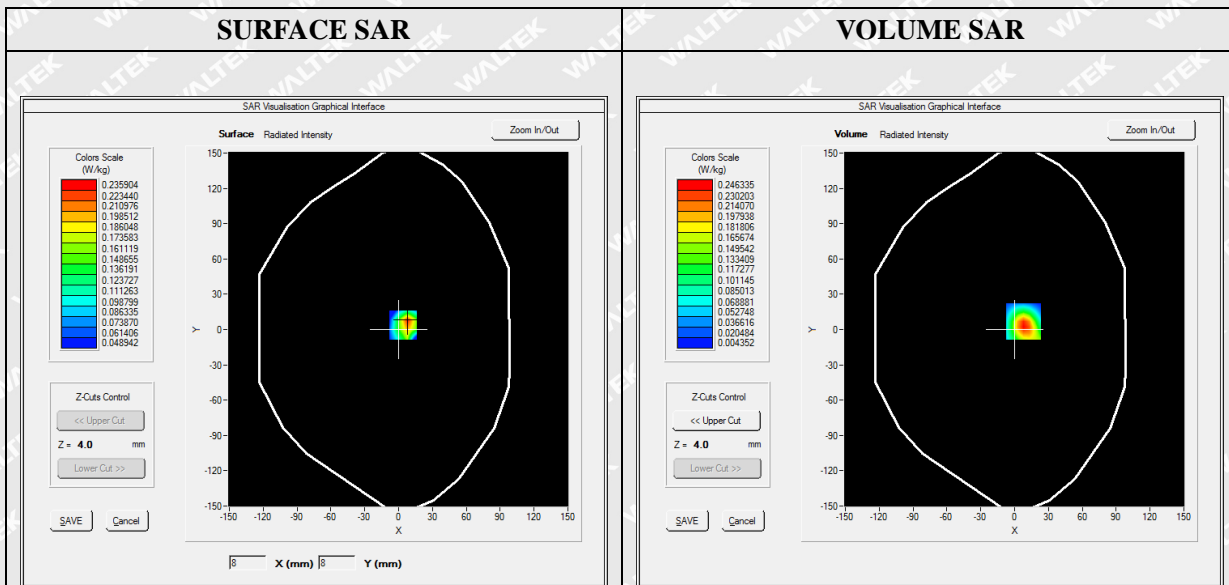 SURFACE SAR
SAR Visualisation Graphical Interface
Surface Radiated Intensity
Zoom In/Out
Colors Scale
(W/kg)
0.235904
0.223440
0.210976
0.198512
0.186048
0.173583
0.161119
0.148655
0.136191
0.123727
0.111263
0.098799
0.086335
0.073870
0.061406
0.048942
Z-Cuts Control
<< Upper Cut
Z = 4.0 mm
Lower Cut >>
SAVE Cancel
150
120
90
60
30
0
-30
-60
-90
-120
-150
Y
-150 -120 -90 -60 -30 0 30 60 90 120 150
X
8 X (mm) 8 Y (mm)
VOLUME SAR
SAR Visualisation Graphical Interface
Volume Radiated Intensity
Zoom In/Out
Colors Scale
(W/kg)
0.246335
0.230203
0.214070
0.197938
0.181806
0.165674
0.149542
0.133409
0.117277
0.101145
0.085013
0.068881
0.052748
0.036616
0.020484
0.004352
Z-Cuts Control
<< Upper Cut
Z = 4.0 mm
Lower Cut >>
SAVE Cancel
150
120
90
60
30
0
-30
-60
-90
-120
-150
Y
-150 -120 -90 -60 -30 0 30 60 90 120 150
X
WALTEK